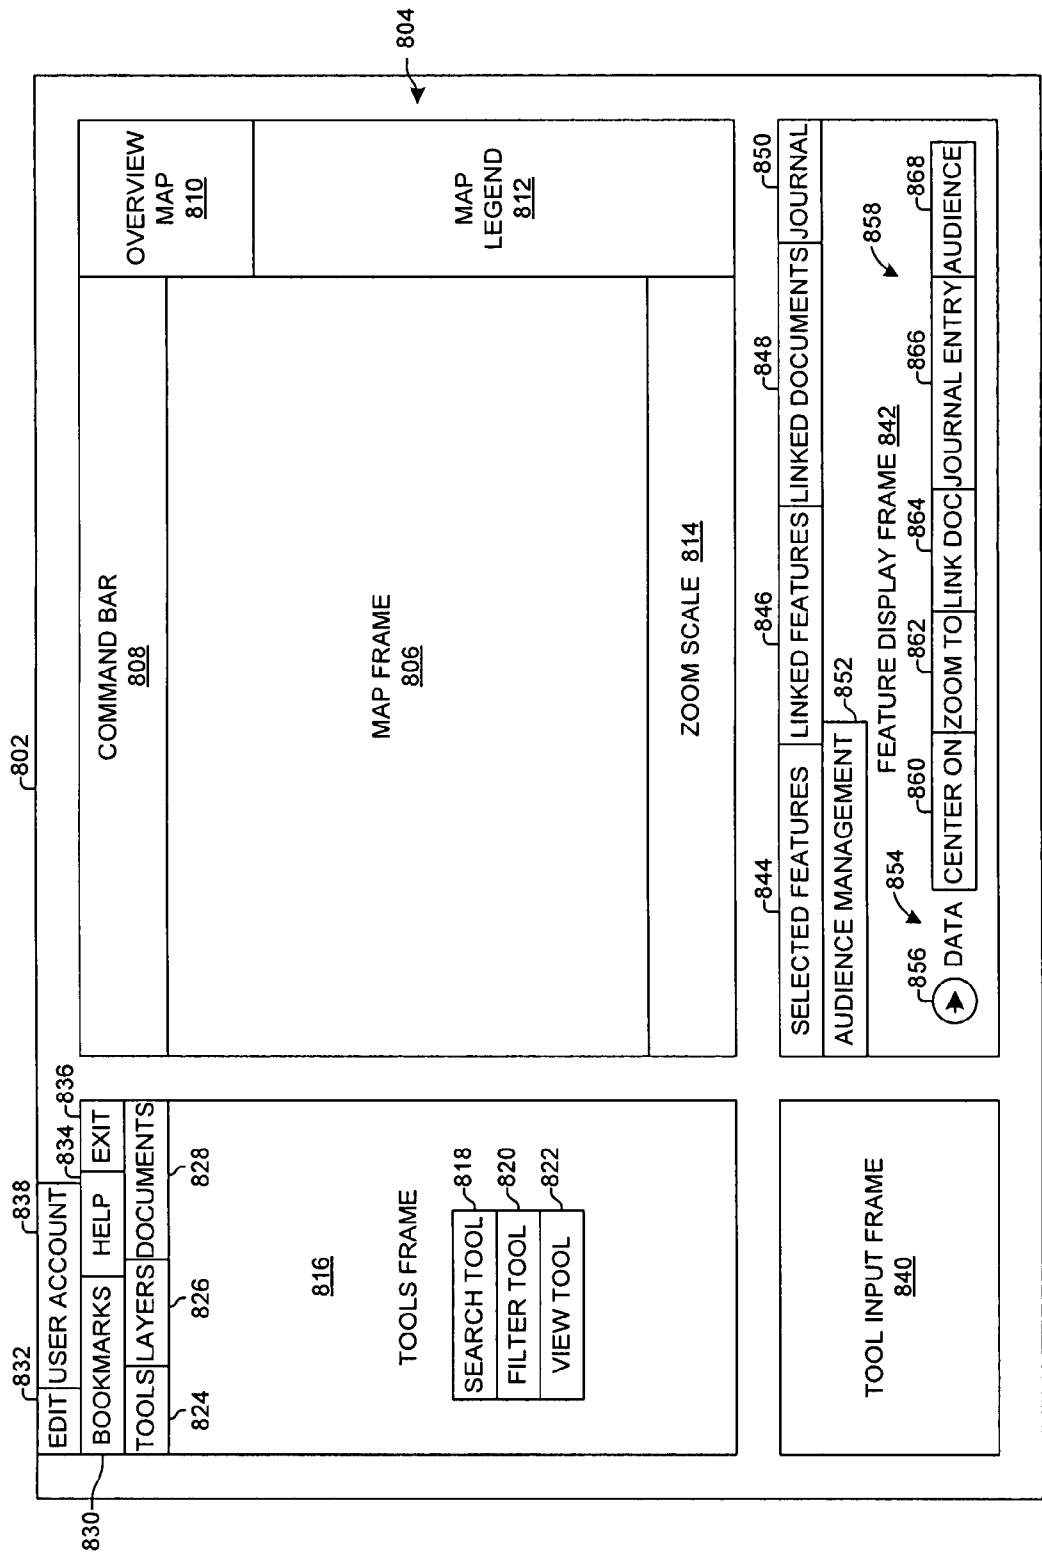 802
832
838
EDIT USER ACCOUNT
834
836
830
BOOKMARKS HELP EXIT
TOOLS LAYERS DOCUMENTS
824
826
828
816
TOOLS FRAME
SEARCH TOOL
818
FILTER TOOL
820
VIEW TOOL
822
COMMAND BAR
808
OVERVIEW
MAP
810
804
MAP FRAME
806
MAP
LEGEND
812
ZOOM SCALE 814
TOOL INPUT FRAME
840
844
846
848
850
SELECTED FEATURES LINKED FEATURES LINKED DOCUMENTS JOURNAL
AUDIENCE MANAGEMENT
852
FEATURE DISPLAY FRAME 842
858
856
854
860
862
864
866
868
DATA CENTER ON ZOOM TO LINK DOC JOURNAL ENTRY AUDIENCE